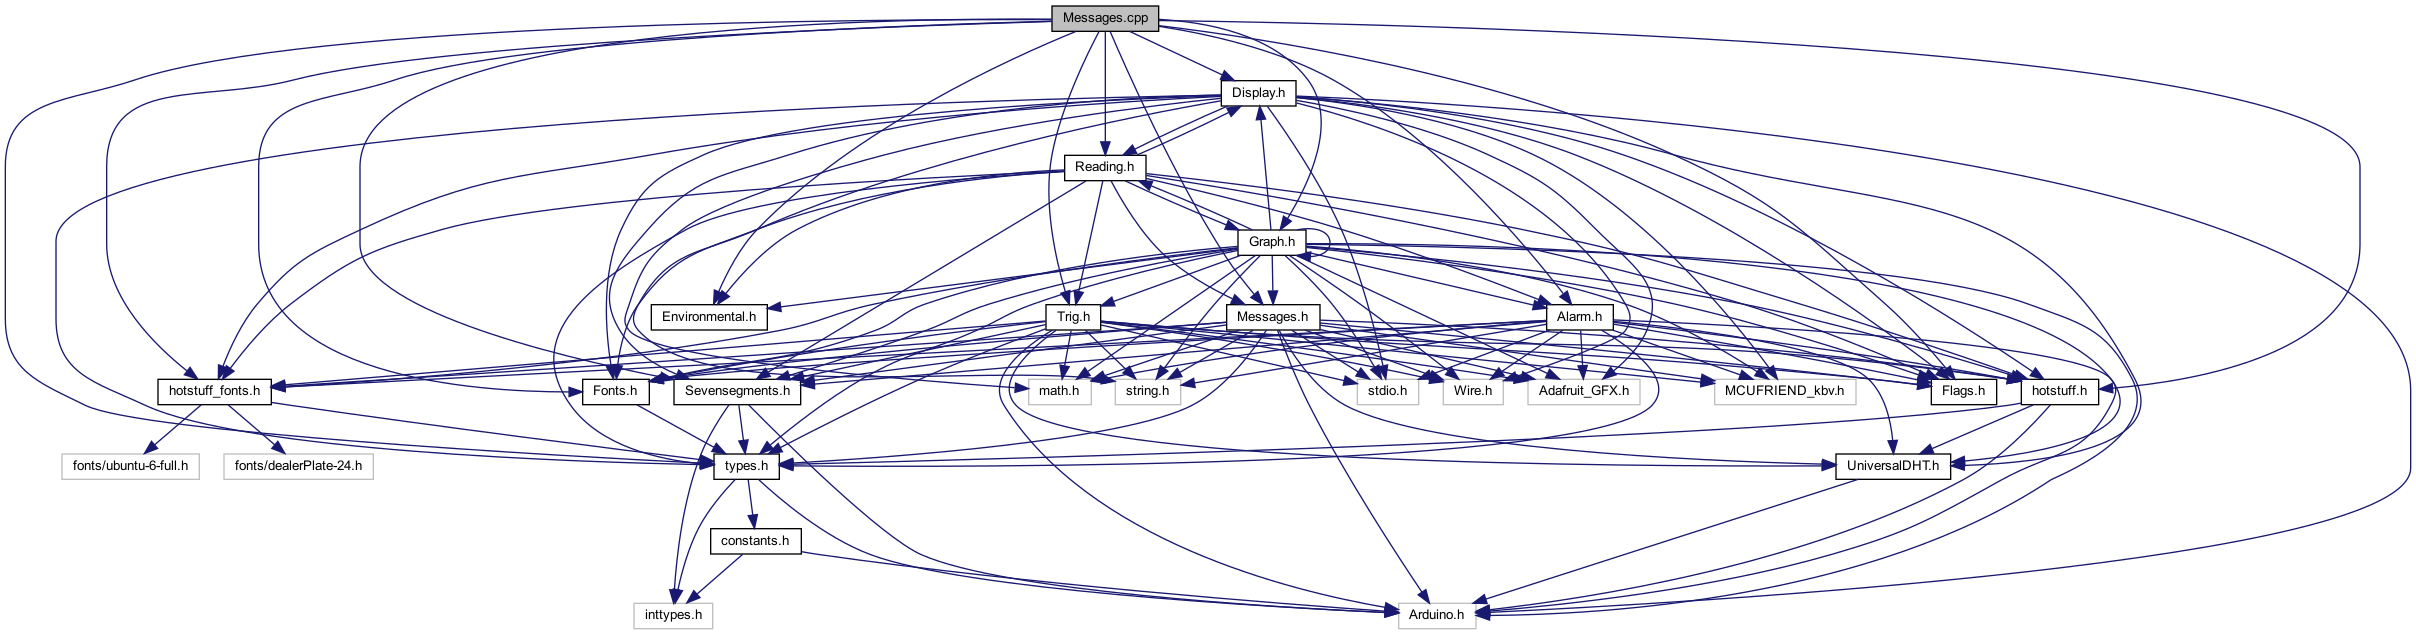 Messages.cpp
Display.h
Reading.h
Graph.h
Environmental.h
Trig.h
Messages.h
Alarm.h
hotstuff_fonts.h
Fonts.h
Sevensegments.h
math.h
string.h
stdio.h
Wire.h
Adafruit_GFX.h
MCUFRIEND_kbv.h
Flags.h
hotstuff.h
fonts/ubuntu-6-full.h
fonts/dealerPlate-24.h
types.h
UniversalDHT.h
constants.h
inttypes.h
Arduino.h